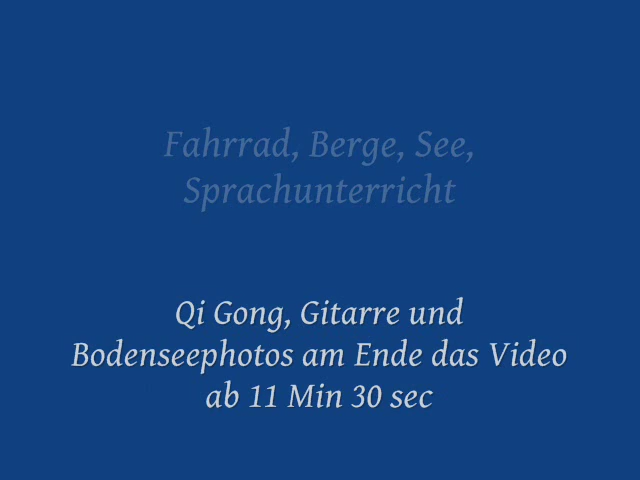 Fahrrad, Berge, See,
Sprachunterricht
Qi Gong, Gitarre und
Bodenseephotos am Ende das Video
ab 11 Min 30 sec